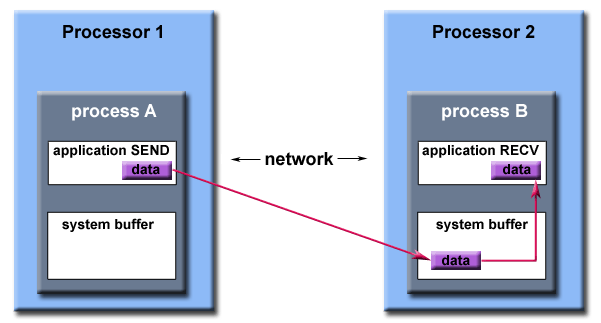 Processor 1
process A
application SEND
data
system buffer
network
Processor 2
process B
application RECV
data
system buffer
data